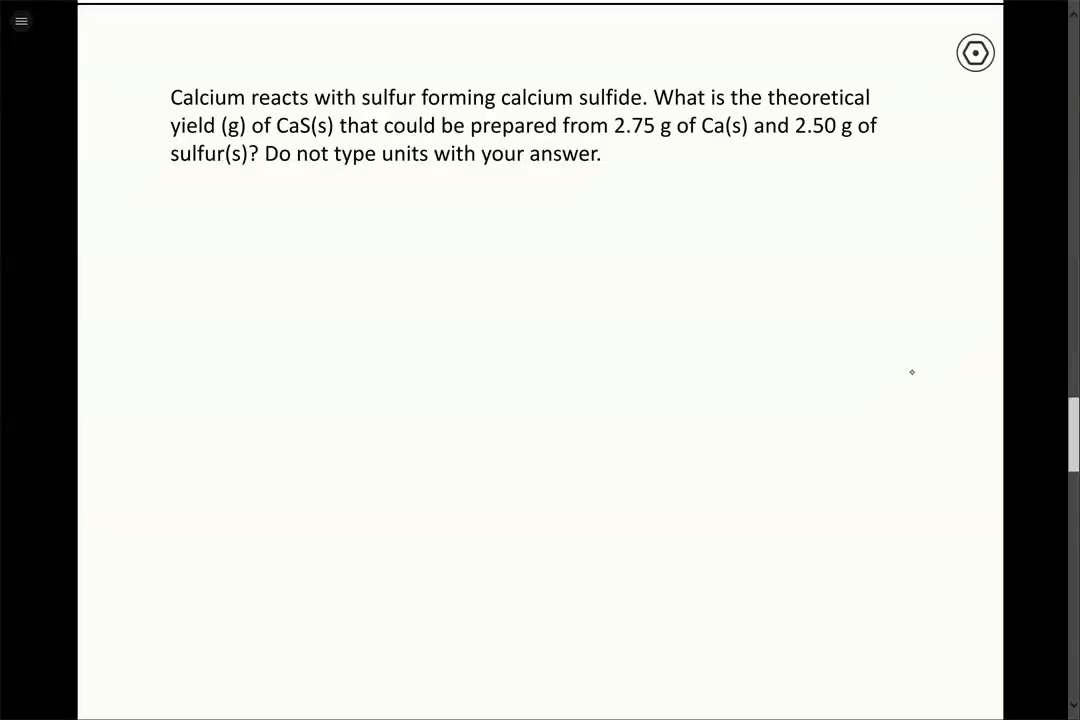 Calcium reacts with sulfur forming calcium sulfide. What is the theoretical
yield (g) of CaS(s) that could be prepared from 2.75 g of Ca(s) and 2.50 g of
sulfur(s)? Do not type units with your answer.